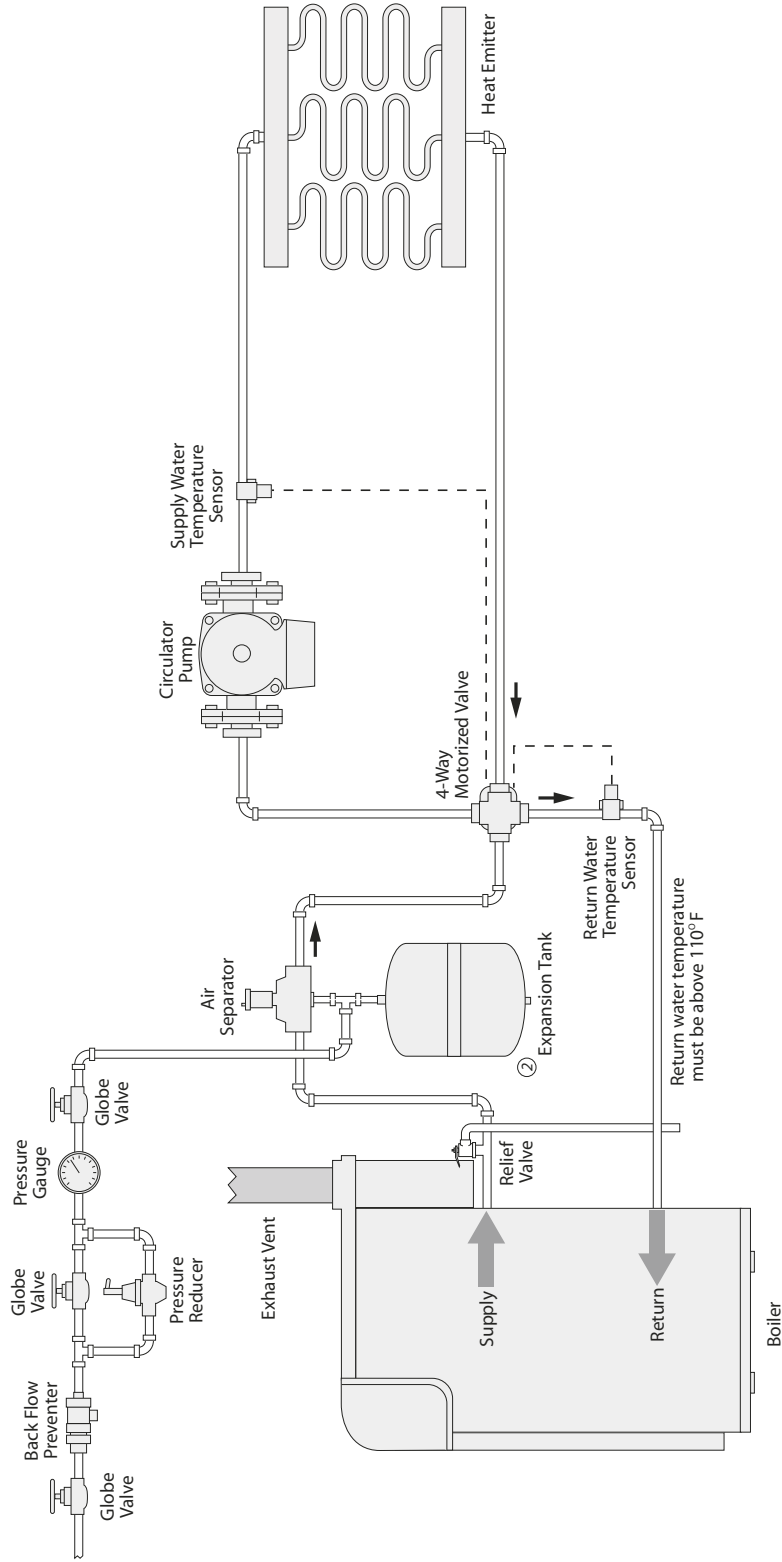 Globe
Valve
Back Flow
Preventer
Globe
Valve
Pressure
Reducer
Pressure
Gauge
Globe
Valve
Air
Separator
② Expansion Tank
Exhaust Vent
Relief
Valve
Supply
Return
Boiler
Circulator
Pump
Supply Water
Temperature
Sensor
4-Way
Motorized Valve
Return Water
Temperature
Sensor
Return water temperature
must be above 110°F
Heat Emitter